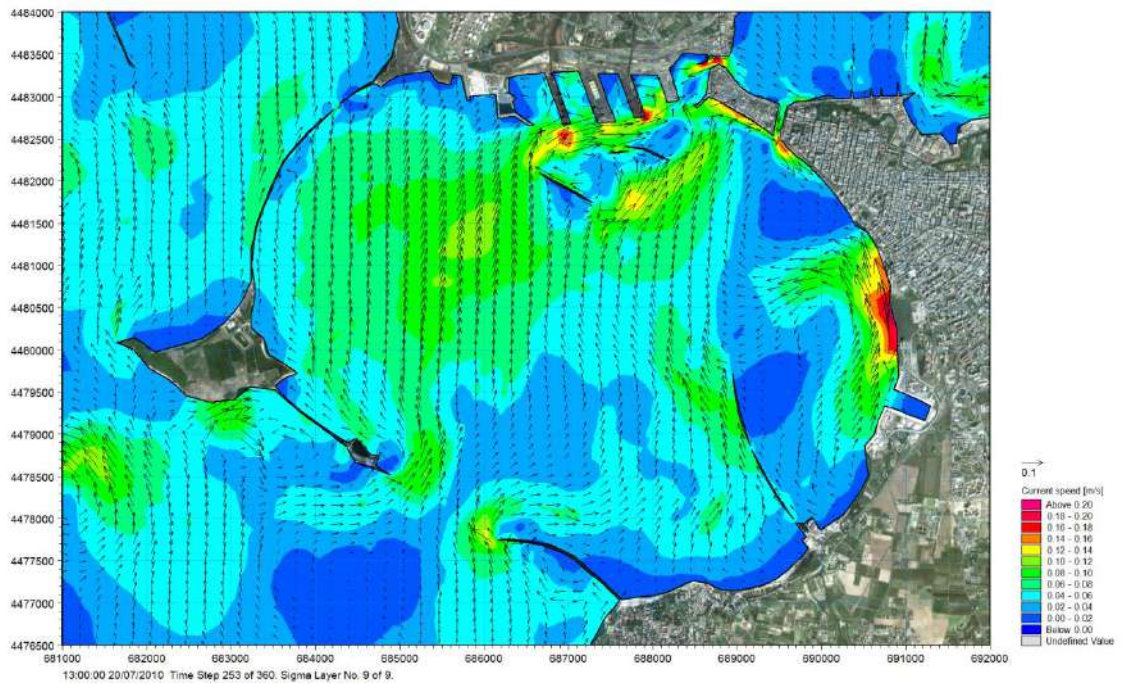 4484000
4483500
4483000
4482500
4482000
4481500
4481000
4480500
4480000
4479500
4479000
4478500
4478000
4477500
4477000
4476500
681000 682000 683000 684000 685000 686000 687000 688000 689000 690000 691000 692000
13:00:00 20/07/2010 Time Step 253 of 360. Sigma Layer No. 9 of 9.
0.1
Current speed [m/s]
Above 0.20
0.18 - 0.20
0.16 - 0.18
0.14 - 0.16
0.12 - 0.14
0.10 - 0.12
0.08 - 0.10
0.06 - 0.08
0.04 - 0.06
0.02 - 0.04
0.00 - 0.02
Below 0.00
Undefined Value